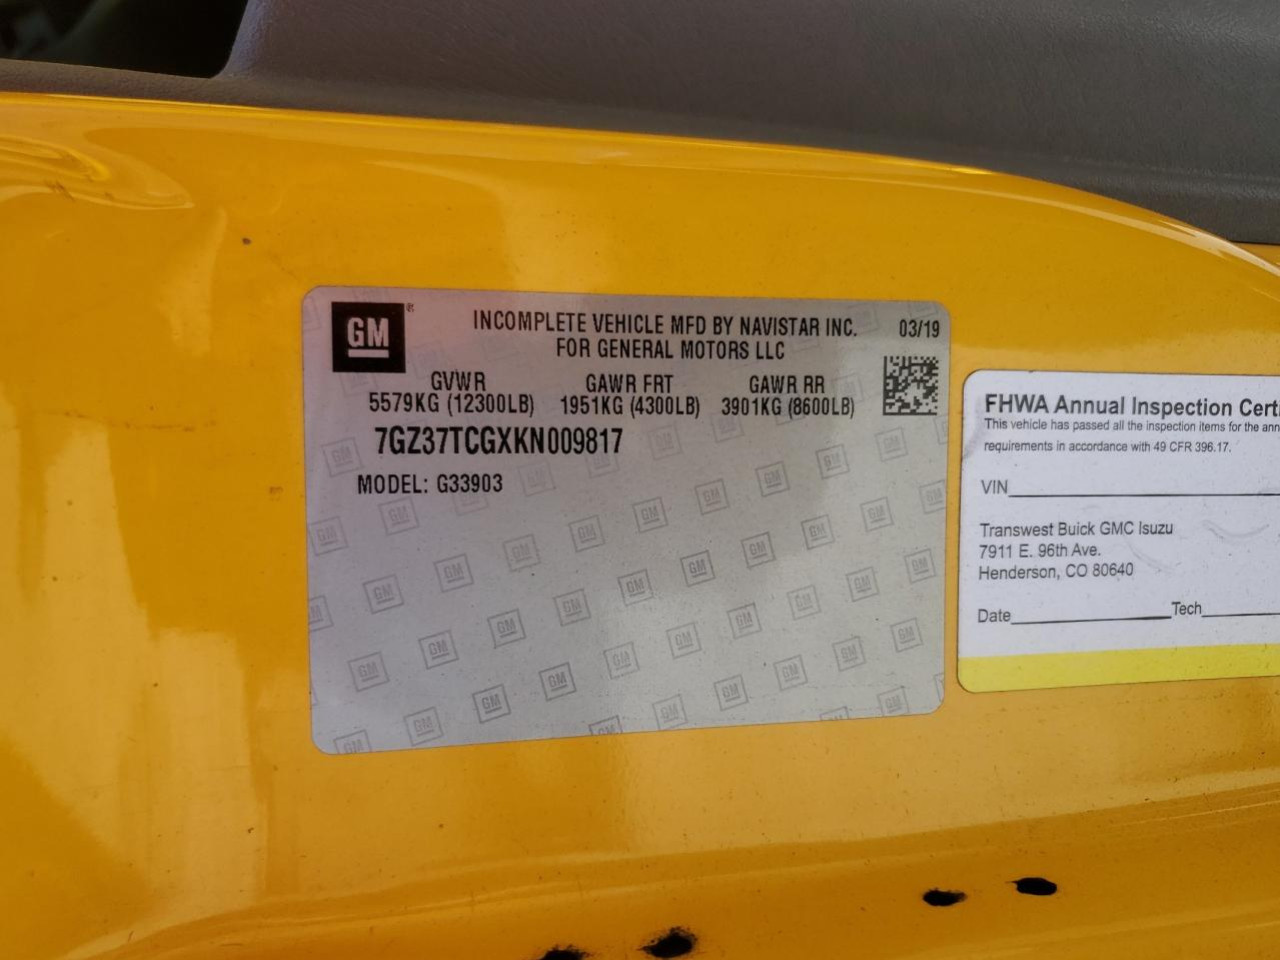 GM®
INCOMPLETE VEHICLE MFD BY NAVISTAR INC. 03/19
FOR GENERAL MOTORS LLC
GVWR GAWR FRT GAWR RR
5579KG (12300LB) 1951KG (4300LB) 3901KG (8600LB)
7GZ37TCGXKN009817
MODEL: G33903
FHWA Annual Inspection Certi
This vehicle has passed all the inspection items for the ann
requirements in accordance with 49 CFR 396.17.
VIN
Transwest Buick GMC Isuzu
7911 E. 96th Ave.
Henderson, CO 80640
Date Tech